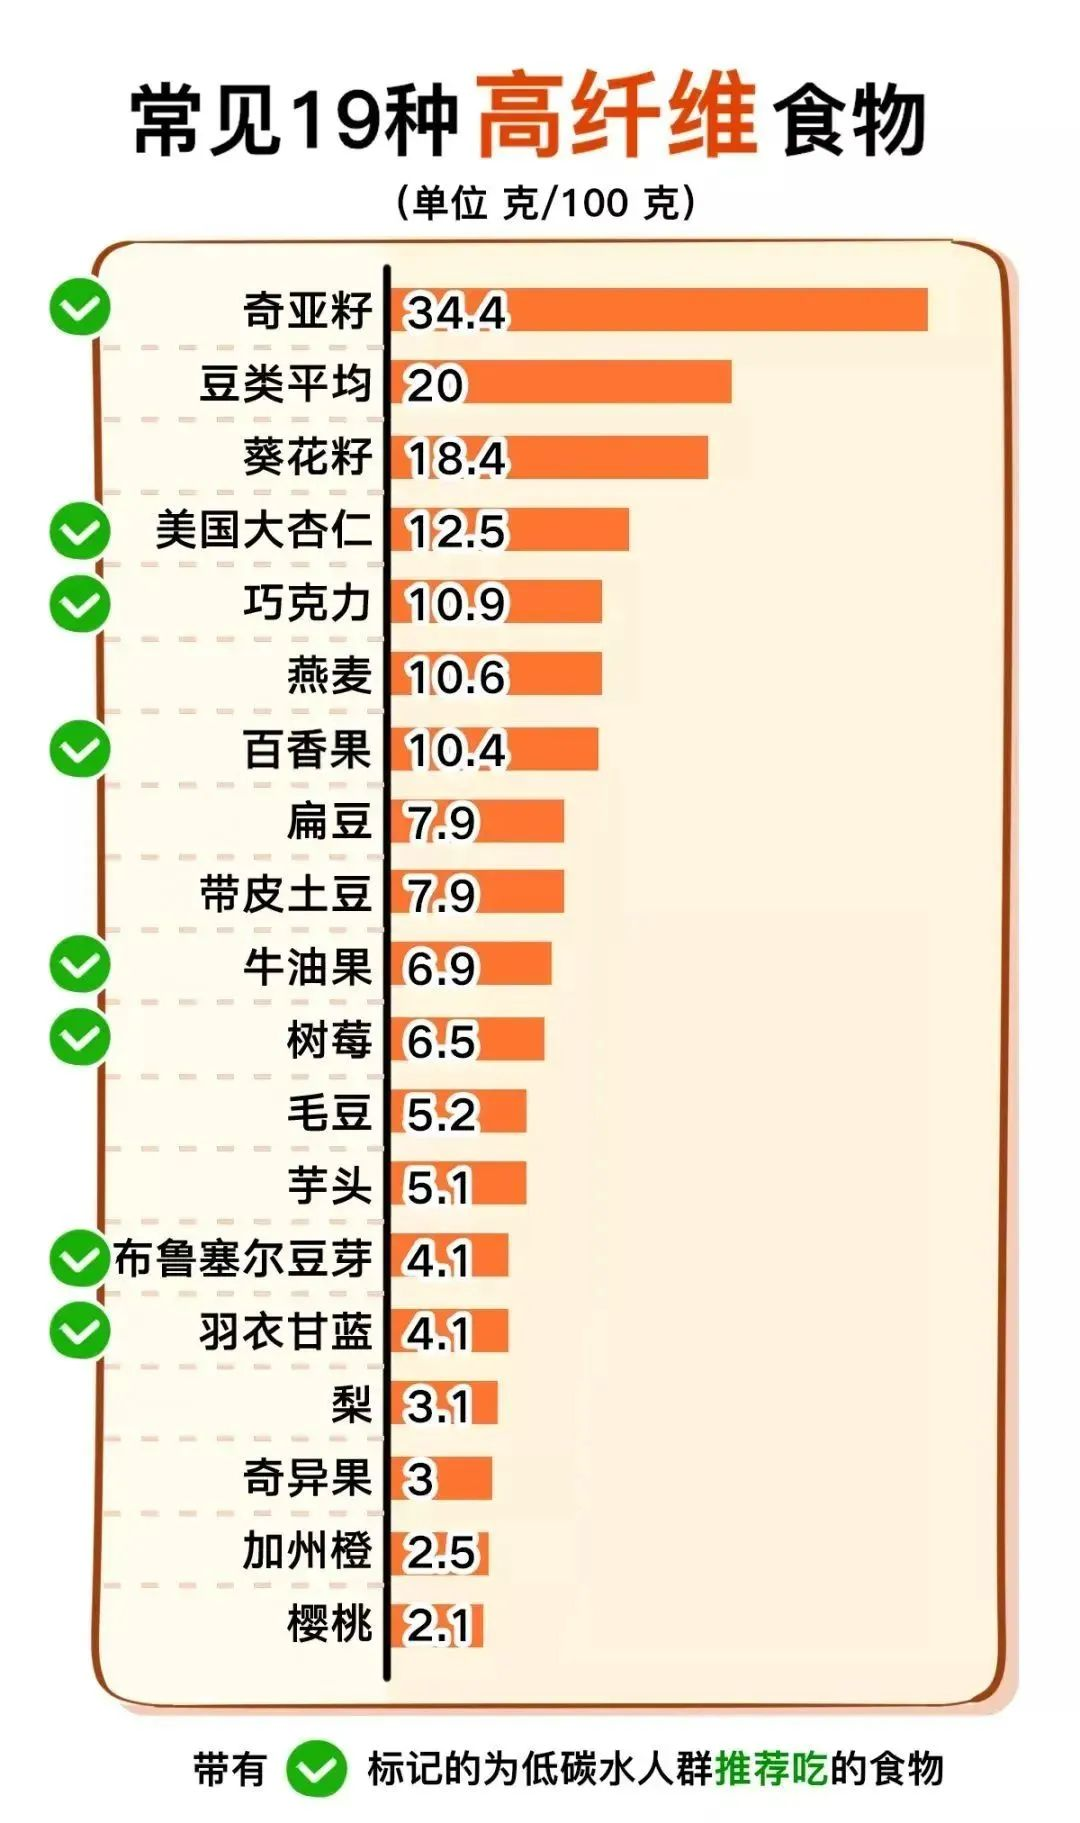 常见19种高纤维食物
(单位 克/100 克)
奇亚籽 34.4
豆类平均 20
葵花籽 18.4
美国大杏仁 12.5
巧克力 10.9
燕麦 10.6
百香果 10.4
扁豆 7.9
带皮土豆 7.9
牛油果 6.9
树莓 6.5
毛豆 5.2
芋头 5.1
布鲁塞尔豆芽 4.1
羽衣甘蓝 4.1
梨 3.1
奇异果 3
加州橙 2.5
樱桃 2.1
带有 标记的为低碳水人群推荐吃的食物